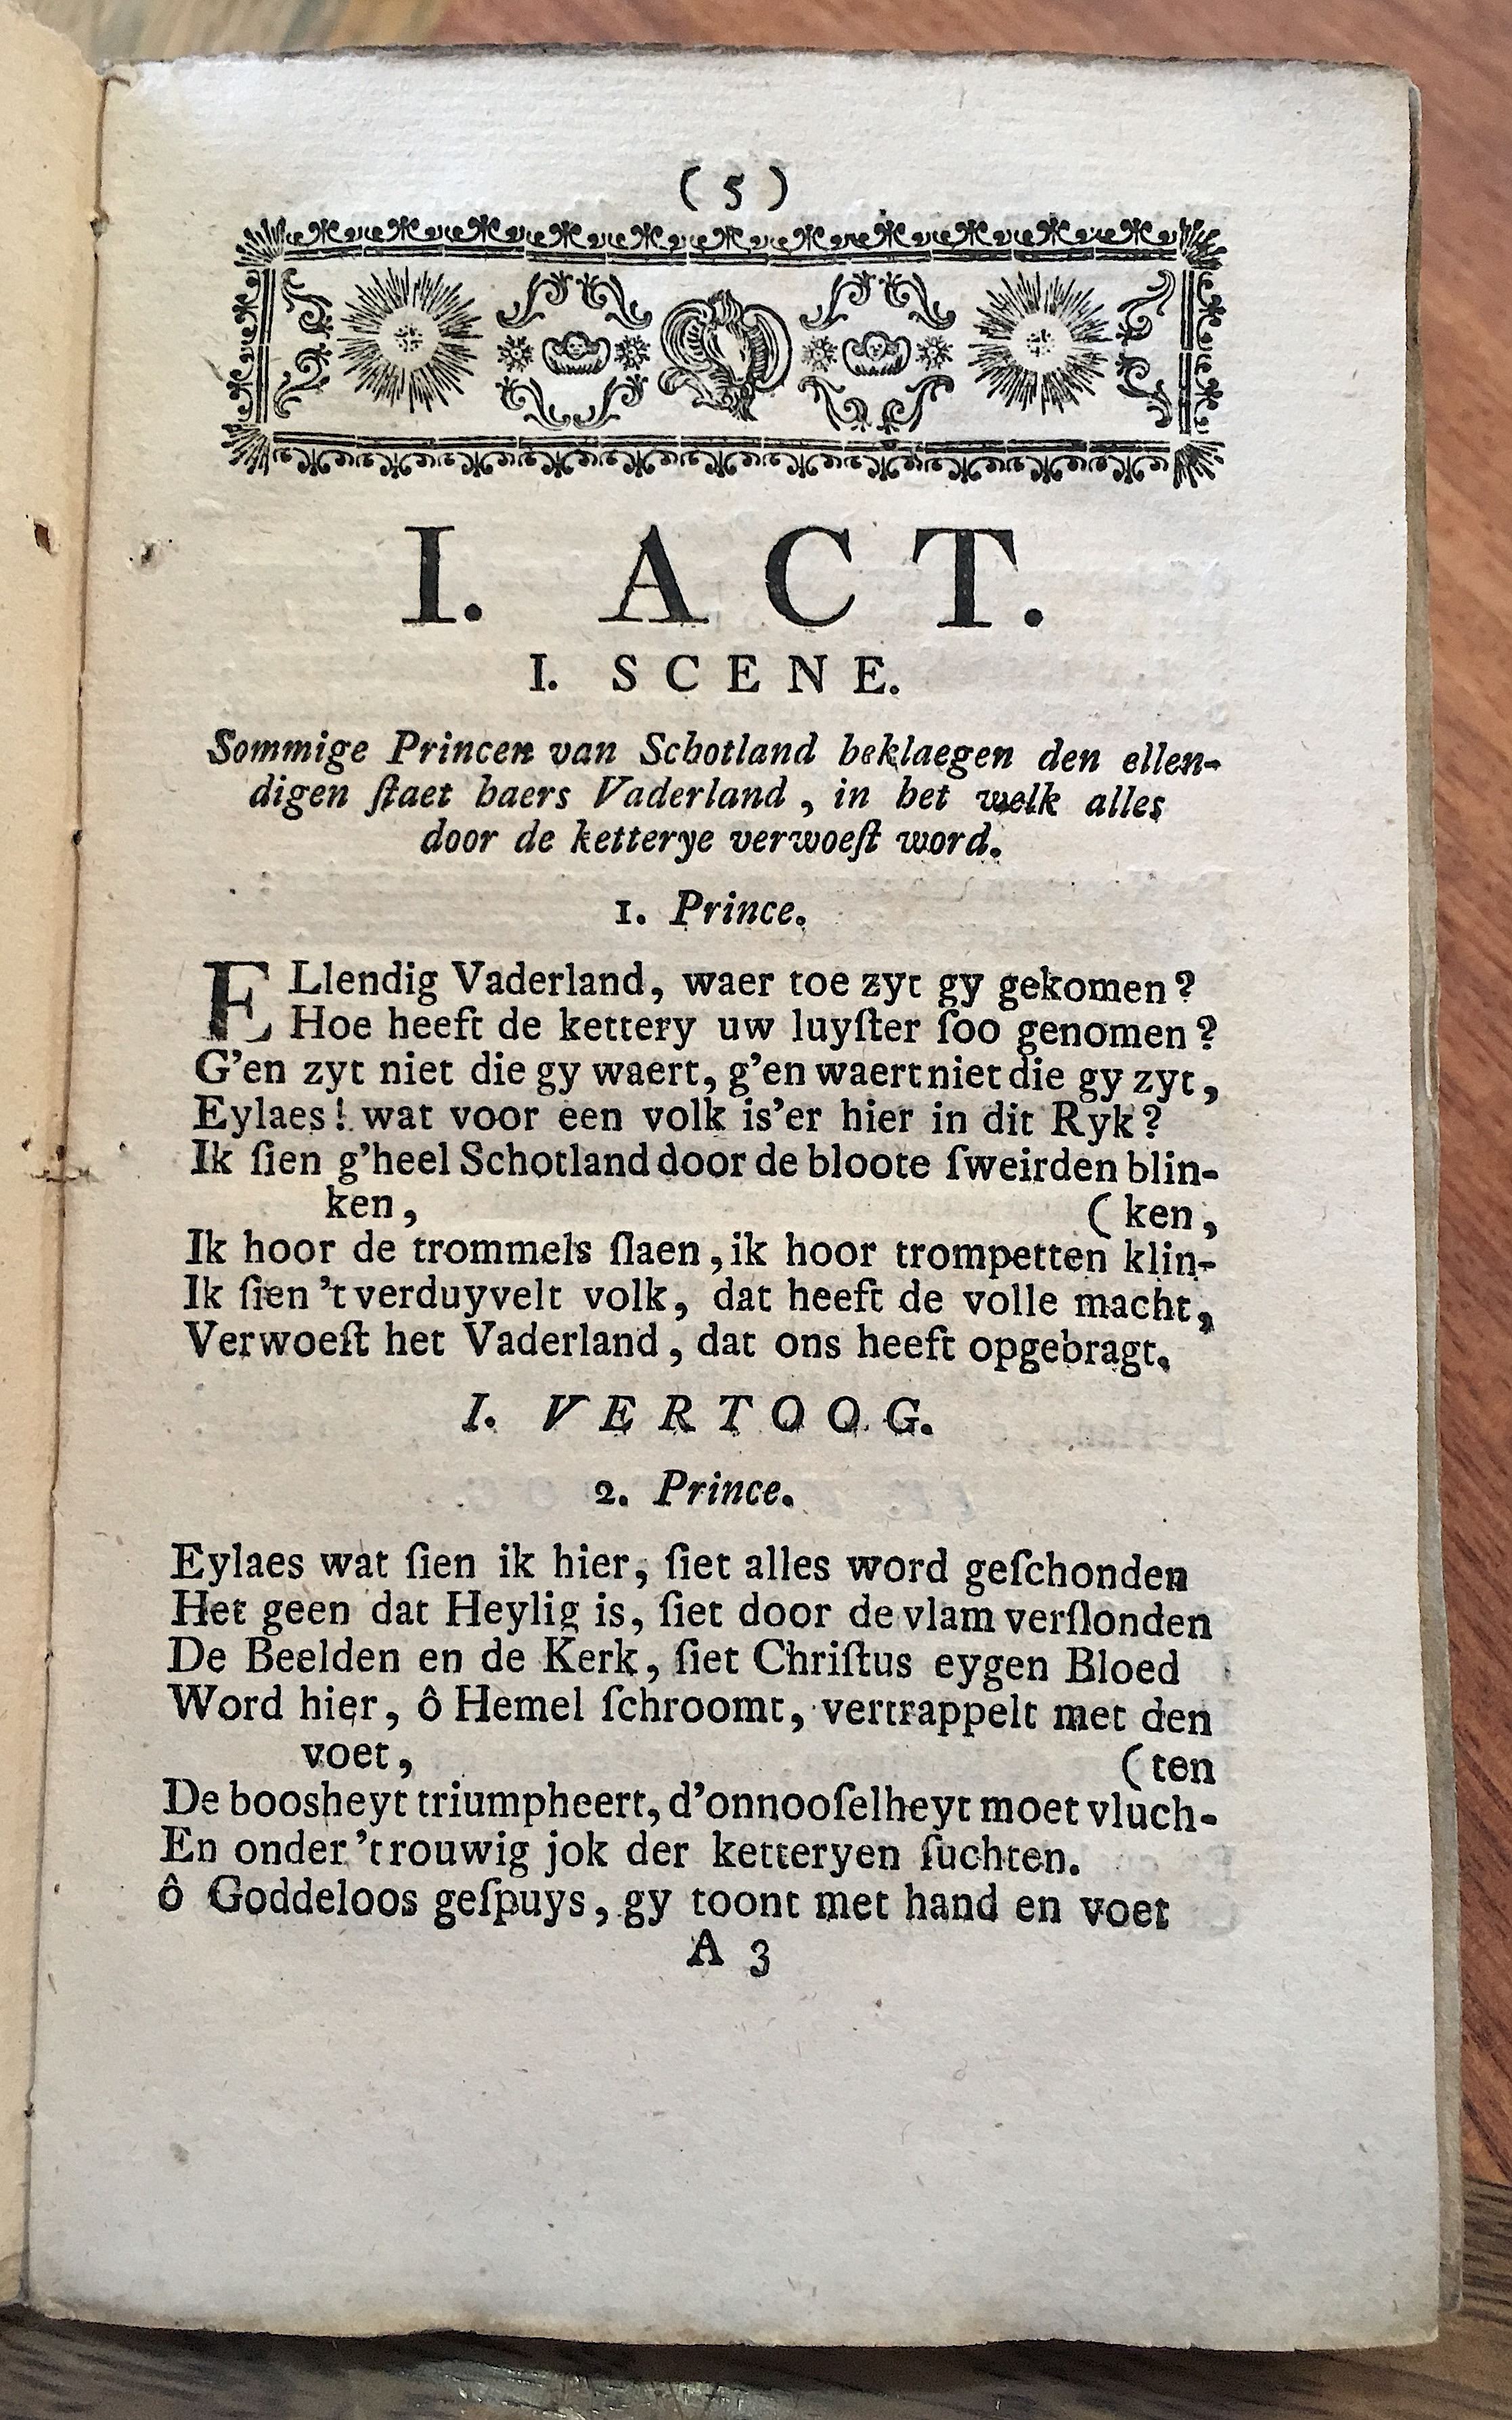 ( 5 )
I. ACT.
I. SCENE.
Sommige Princen van Schotland beklaegen den ellen-
digen ſtaet haers Vaderland, in het welk alles
door de ketterye verwoeſt word.
1. Prince.
ELlendig Vaderland, waer toe zyt gy gekomen?
Hoe heeft de kettery uw luyſter ſoo genomen?
G'en zyt niet die gy waert, g'en waert niet die gy zyt,
Eylaes! wat voor een volk is'er hier in dit Ryk?
Ik ſien g'heel Schotland door de bloote ſweirden blin-
ken, (ken,
Ik hoor de trommels ſlaen, ik hoor trompetten klin-
Ik ſien 't verduyvelt volk, dat heeft de volle macht,
Verwoeſt het Vaderland, dat ons heeft opgebragt.
I. VERTOOG.
2. Prince.
Eylaes wat ſien ik hier, ſiet alles word geſchonden
Het geen dat Heylig is, ſiet door de vlam verſlonden
De Beelden en de Kerk, ſiet Chriſtus eygen Bloed
Word hier, ô Hemel ſchroomt, vertrappelt met den
voet, (ten
De boosheyt triumpheert, d'onnooſelheyt moet vluch-
En onder 't rouwig jok der ketteryen ſuchten.
ô Goddeloos geſpuys, gy toont met hand en voet
A 3